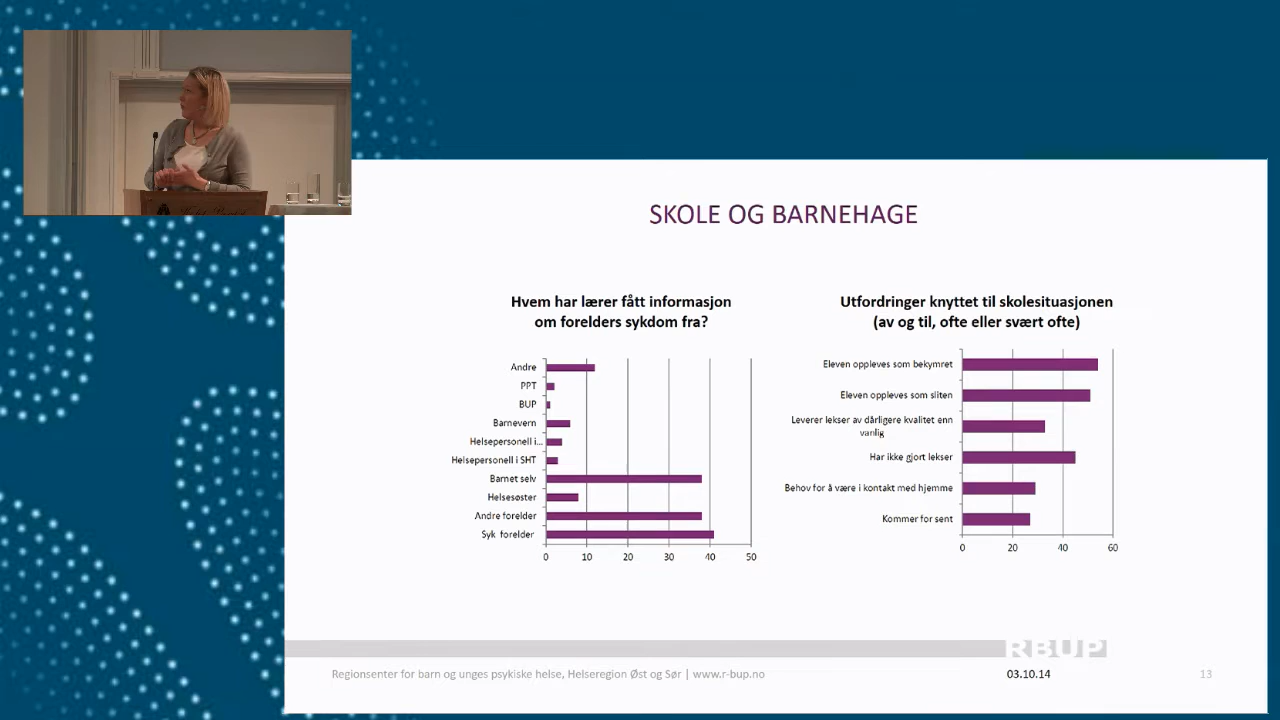 SKOLE OG BARNEHAGE
Hvem har lærer fått informasjon
om forelders sykdom fra?
Andre
PPT
BUP
Barnevern
Helsepersonell i...
Helsepersonell i SHT
Barnet selv
Helsesøster
Andre forelder
Syk forelder
0 10 20 30 40 50
Utfordringer knyttet til skolesituasjonen
(av og til, ofte eller svært ofte)
Eleven oppleves som bekymret
Eleven oppleves som sliten
Leverer lekser av dårligere kvalitet enn
vanlig
Har ikke gjort lekser
Behov for å være i kontakt med hjemme
Kommer for sent
0 20 40 60
RBUP
Regionsenter for barn og unges psykiske helse, Helseregion Øst og Sør | www.r-bup.no
03.10.14
13